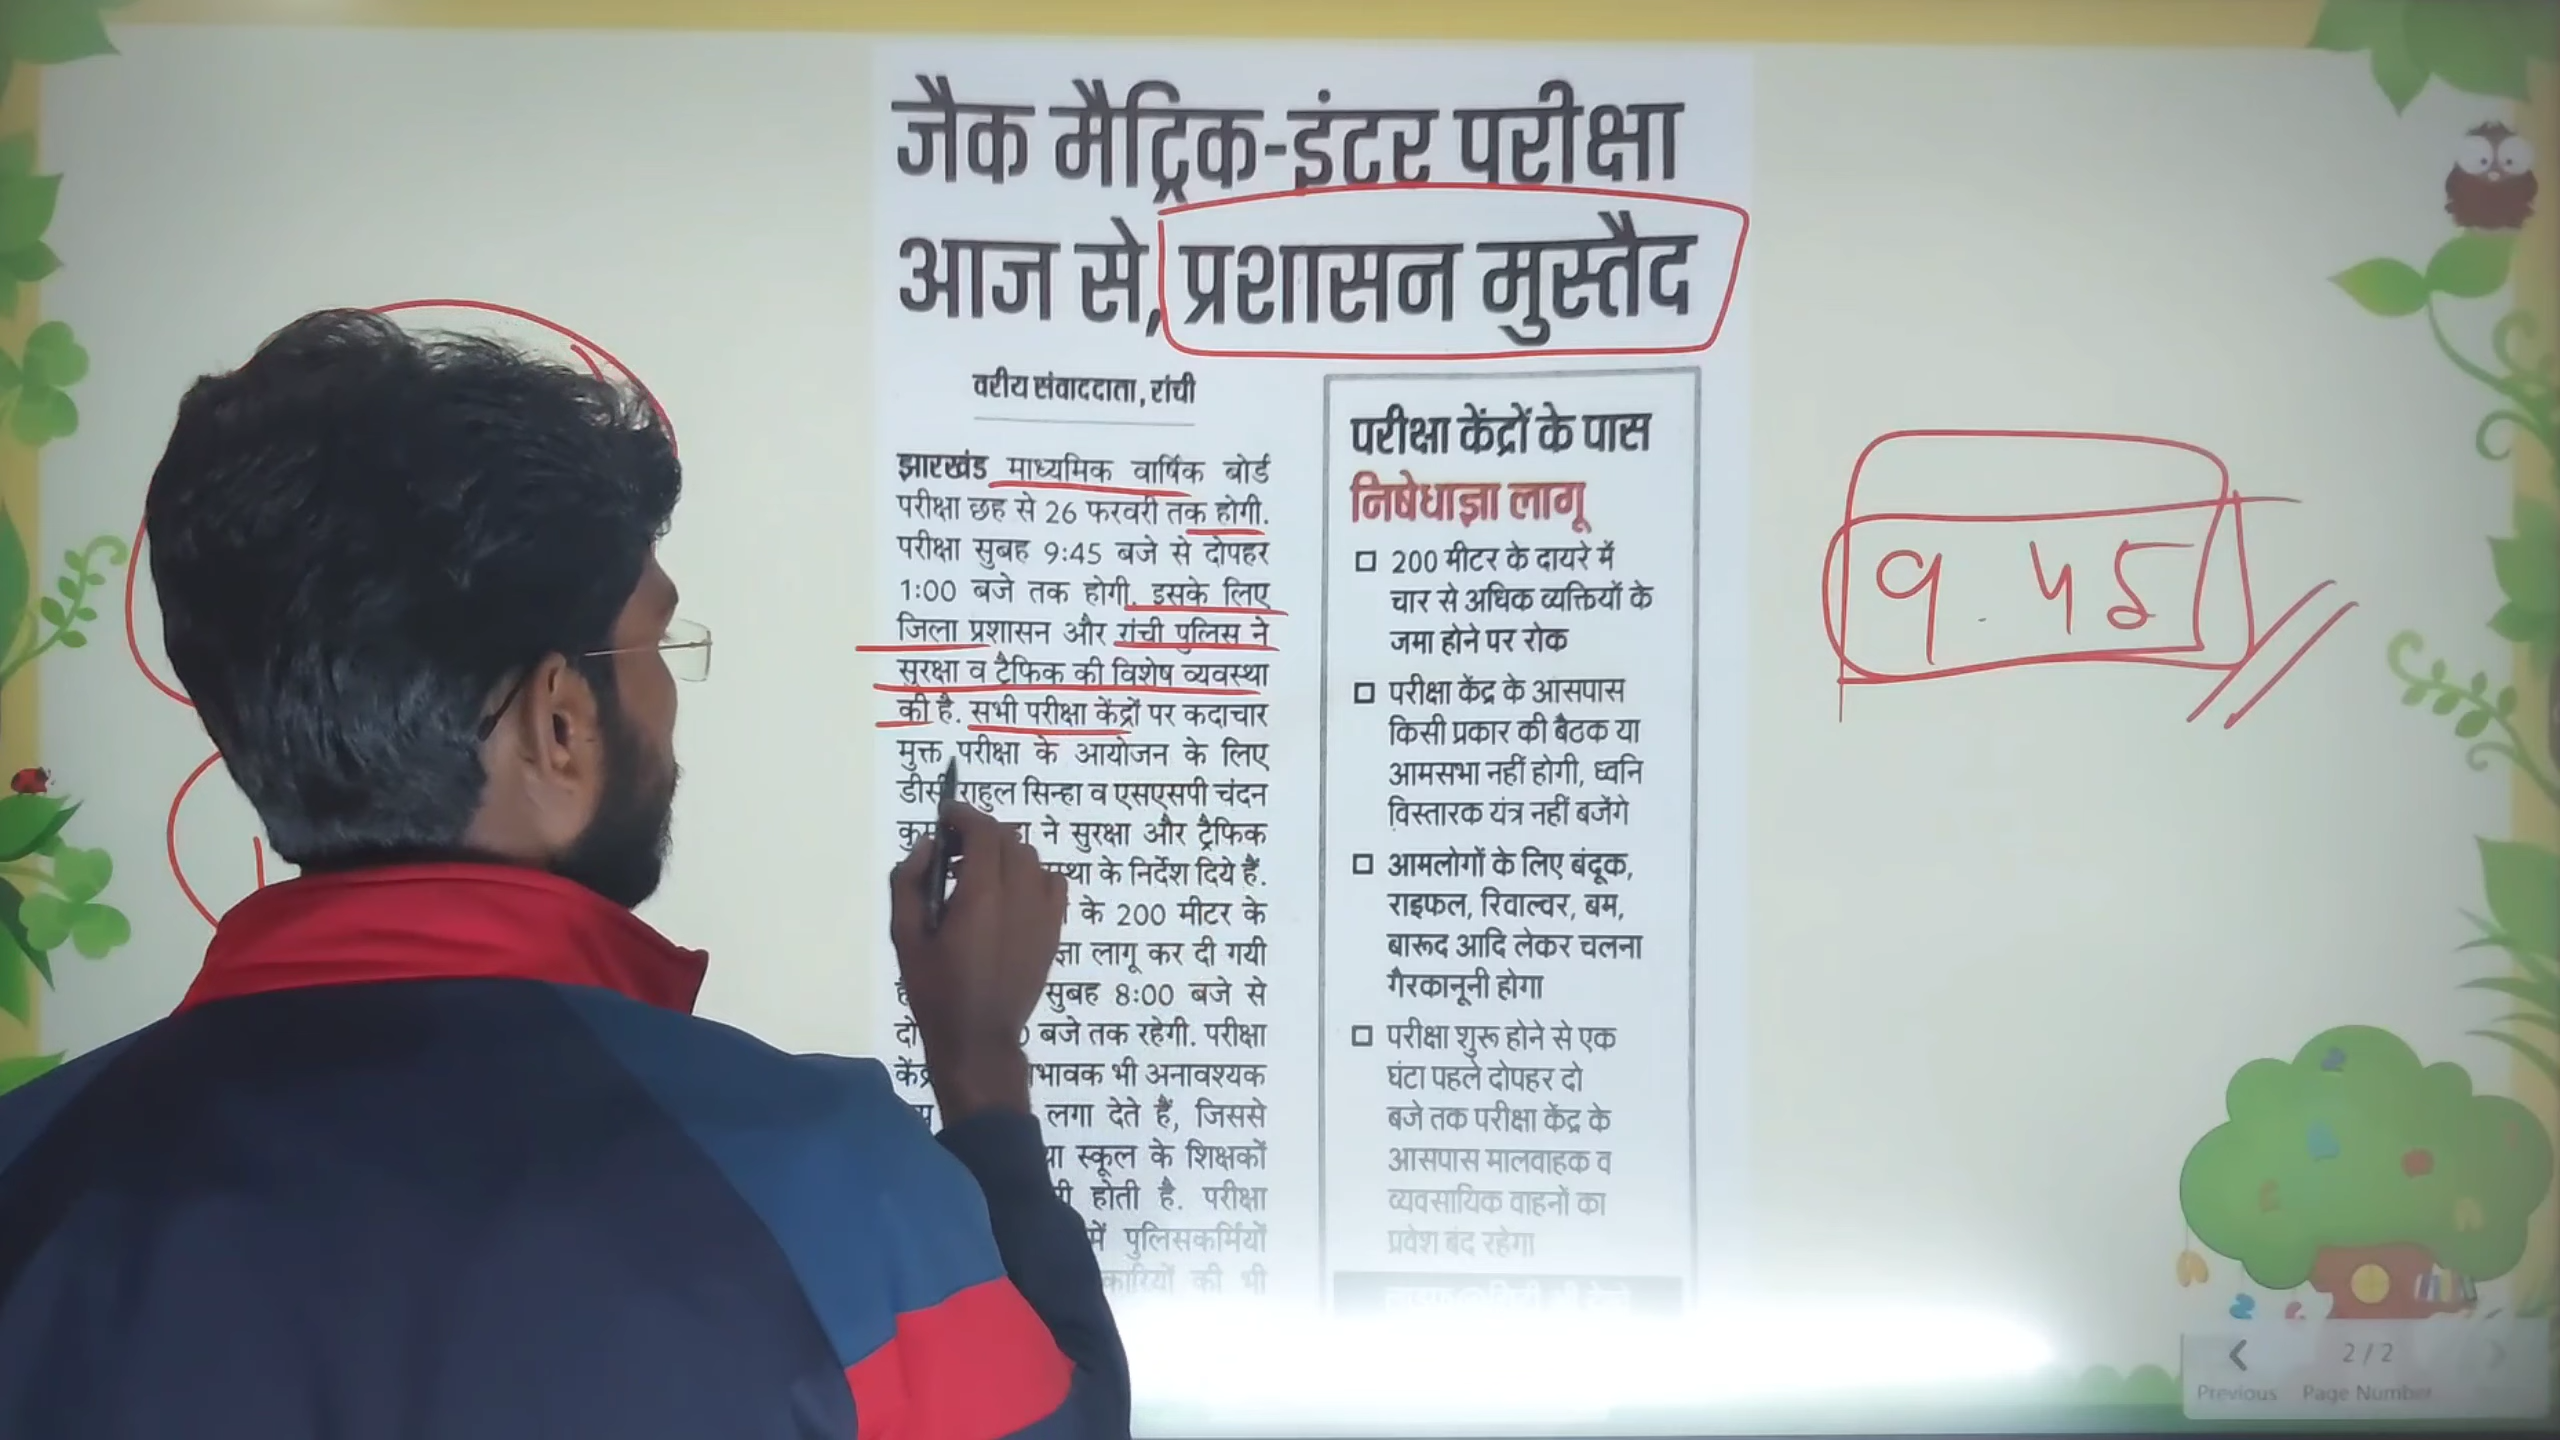 जैक मैट्रिक-इंटर परीक्षा
आज से, प्रशासन मुस्तैद
वरीय संवाददाता, रांची
झारखंड माध्यमिक वार्षिक बोर्ड
परीक्षा छह से 26 फरवरी तक होगी.
परीक्षा सुबह 9:45 बजे से दोपहर
1:00 बजे तक होगी. इसके लिए
जिला प्रशासन और रांची पुलिस ने
सुरक्षा व ट्रैफिक की विशेष व्यवस्था
की है. सभी परीक्षा केंद्रों पर कदाचार
मुक्त परीक्षा के आयोजन के लिए
राहुल सिन्हा व एसएसपी चंदन
ने सुरक्षा और ट्रैफिक
के निर्देश दिये हैं.
के 200 मीटर के
लागू कर दी गयी
सुबह 8:00 बजे से
बजे तक रहेगी. परीक्षा
भी अनावश्यक
लगा देते हैं, जिससे
स्कूल के शिक्षकों
होती है. परीक्षा
में पुलिसकर्मियों
की भी
परीक्षा केंद्रों के पास
निषेधाज्ञा लागू
200 मीटर के दायरे में
चार से अधिक व्यक्तियों के
जमा होने पर रोक
परीक्षा केंद्र के आसपास
किसी प्रकार की बैठक या
आमसभा नहीं होगी, ध्वनि
विस्तारक यंत्र नहीं बजेंगे
आमलोगों के लिए बंदूक,
राइफल, रिवाल्वर, बम,
बारूद आदि लेकर चलना
गैरकानूनी होगा
परीक्षा शुरू होने से एक
घंटा पहले दोपहर दो
बजे तक परीक्षा केंद्र के
आसपास मालवाहक व
व्यवसायिक वाहनों का
प्रवेश बंद रहेगा
9.45
2/2
Previous Page Number